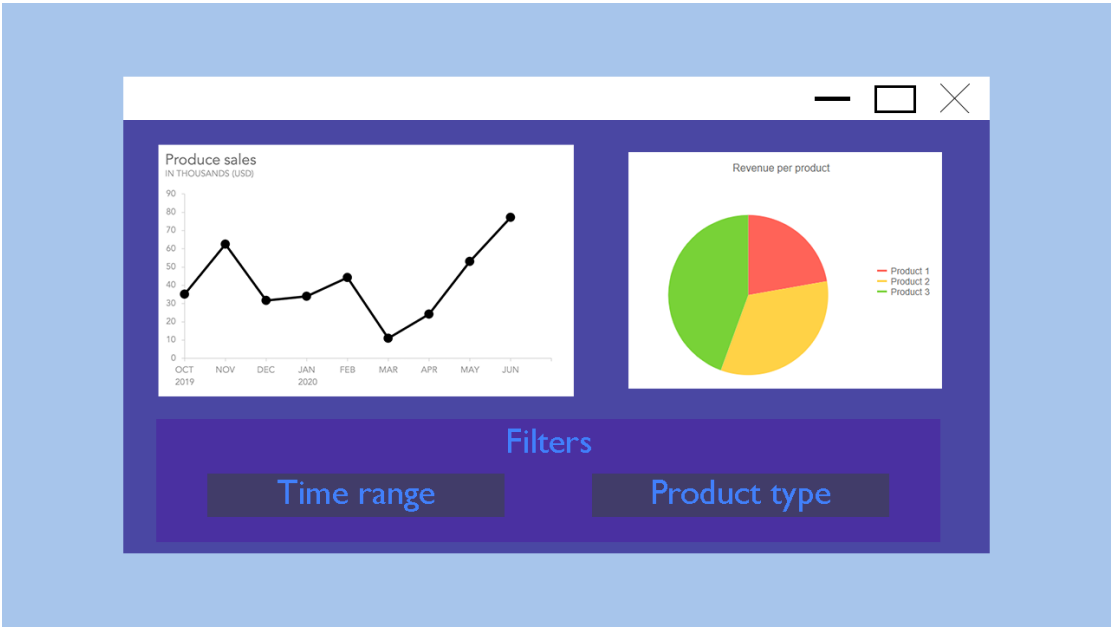 Produce sales
IN THOUSANDS (USD)
90
80
70
60
50
40
30
20
10
0
OCT NOV DEC JAN FEB MAR APR MAY JUN
2019 2020
Revenue per product
Product 1
Product 2
Product 3
Filters
Time range Product type